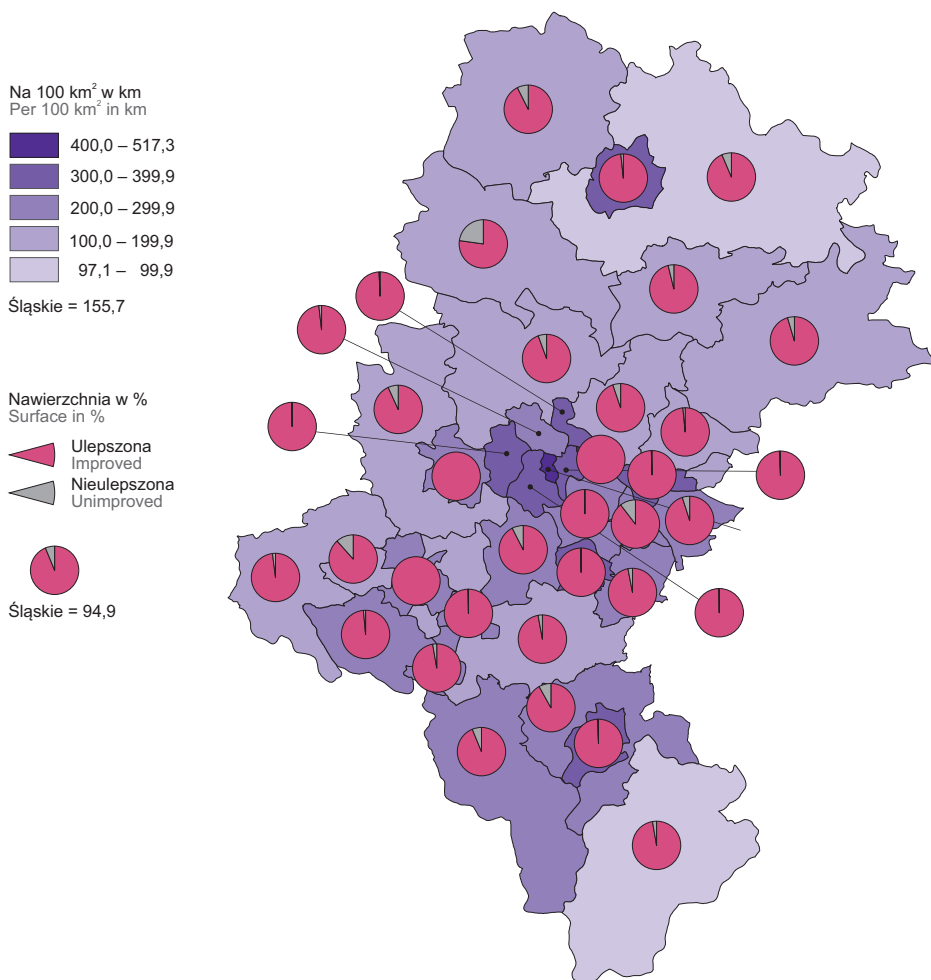 Na 100 km² w km
Per 100 km² in km
400,0 – 517,3
300,0 – 399,9
200,0 – 299,9
100,0 – 199,9
97,1 – 99,9
Śląskie = 155,7
Nawierzchnia w %
Surface in %
Ulepszona
Improved
Nieulepszona
Unimproved
Śląskie = 94,9